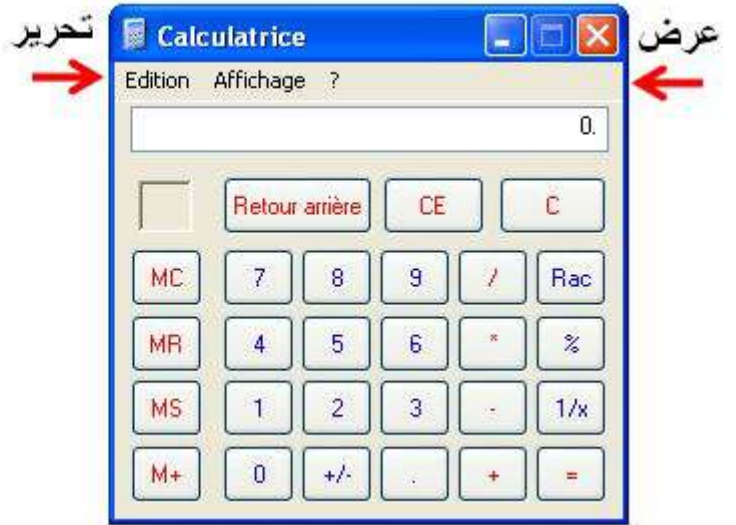 تحرير Calculatrice عرض
Edition Affichage ?
0.
Retour arrière CE C
MC 7 8 9 / Rac
MR 4 5 6 * %
MS 1 2 3 - 1/x
M+ 0 +/- . + =